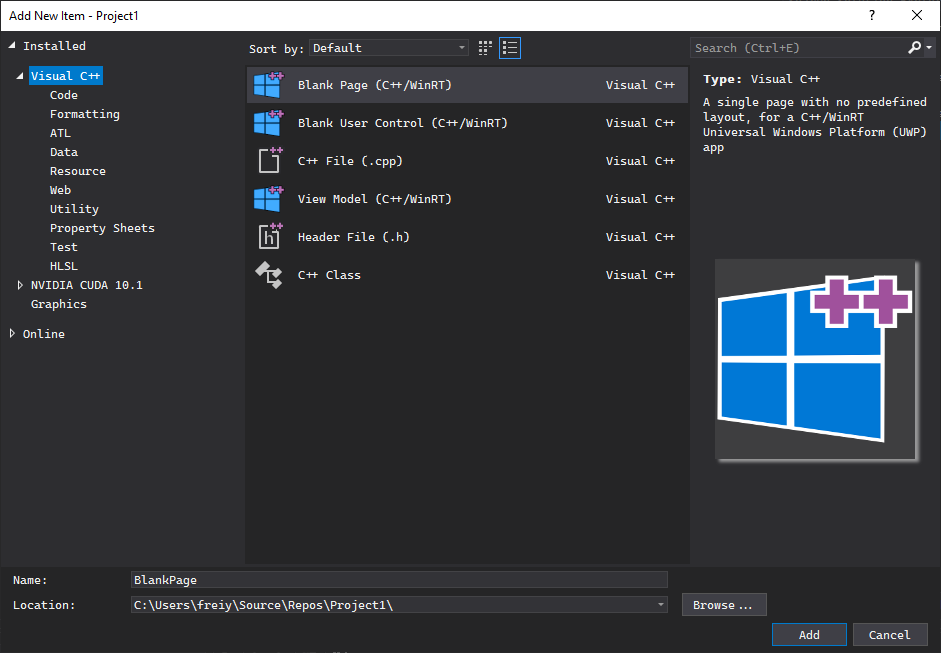 Add New Item - Project1
?
Installed
Visual C++
Code
Formatting
ATL
Data
Resource
Web
Utility
Property Sheets
Test
HLSL
NVIDIA CUDA 10.1
Graphics
Online
Sort by: Default
Blank Page (C++/WinRT) Visual C++
Blank User Control (C++/WinRT) Visual C++
C++ File (.cpp) Visual C++
View Model (C++/WinRT) Visual C++
h Header File (.h) Visual C++
C++ Class Visual C++
Search (Ctrl+E)
Type: Visual C++
A single page with no predefined
layout, for a C++/WinRT
Universal Windows Platform (UWP)
app
Name: BlankPage
Location: C:\Users\freiy\Source\Repos\Project1\
Browse ...
Add Cancel